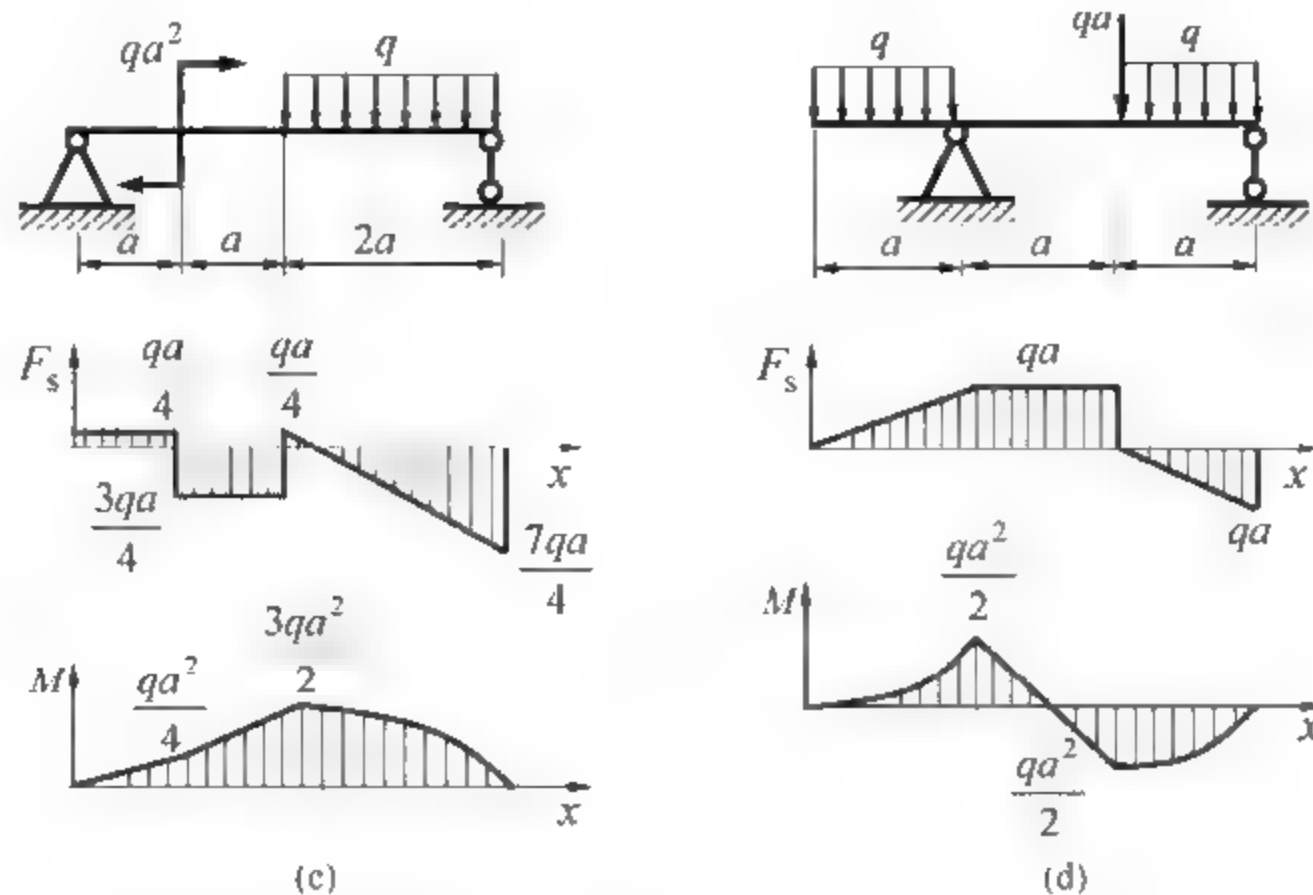 qa²
q
a
a
2a
F_s
qa/4
qa/4
3qa/4
7qa/4
x
M
qa²/4
3qa²/2
x
(c)
q
qa
q
a
a
a
F_s
qa
qa
x
M
qa²/2
qa²/2
x
(d)